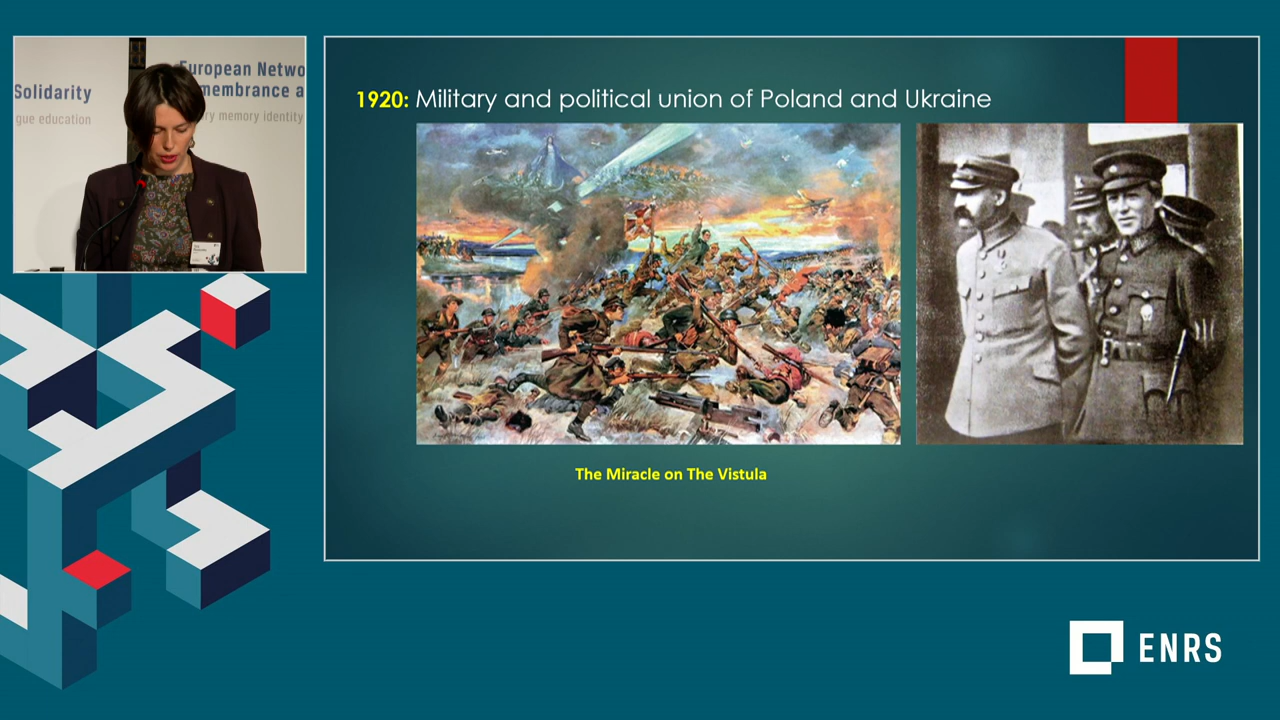 Solidarity
gue education
European Netwo
membrance a
ry memory identity
1920: Military and political union of Poland and Ukraine
The Miracle on The Vistula
ENRS